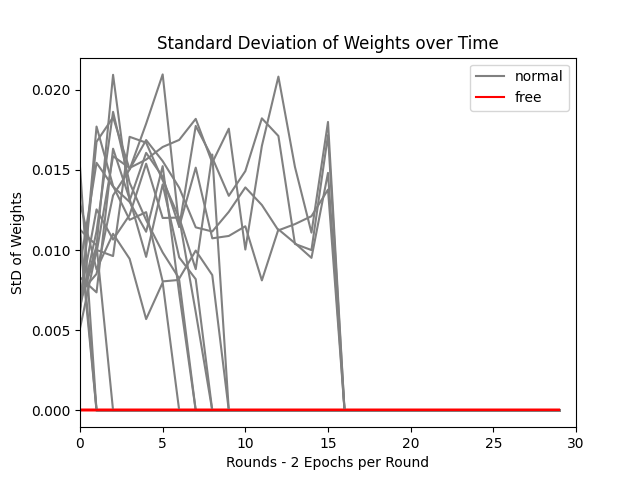 Standard Deviation of Weights over Time
normal
free
StD of Weights
0.020
0.015
0.010
0.005
0.000
0
5
10
15
20
25
30
Rounds - 2 Epochs per Round